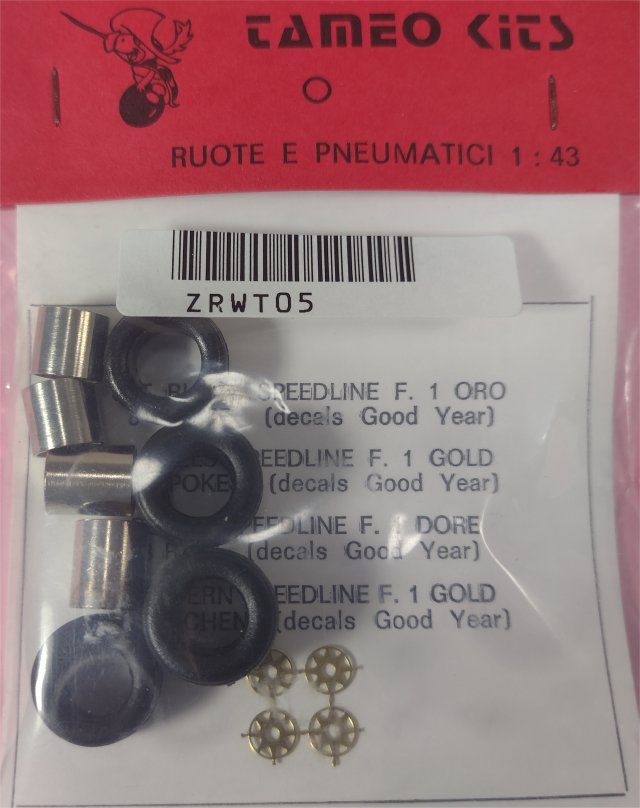 TAMEO KITS
RUOTE E PNEUMATICI 1:43
ZRWT05
SPEEDLINE F. 1 ORO
(decals Good Year)
SPEEDLINE F. 1 GOLD
SPOKES (decals Good Year)
SPEEDLINE F. 1 DORE
(decals Good Year)
SPEEDLINE F. 1 GOLD
(decals Good Year)